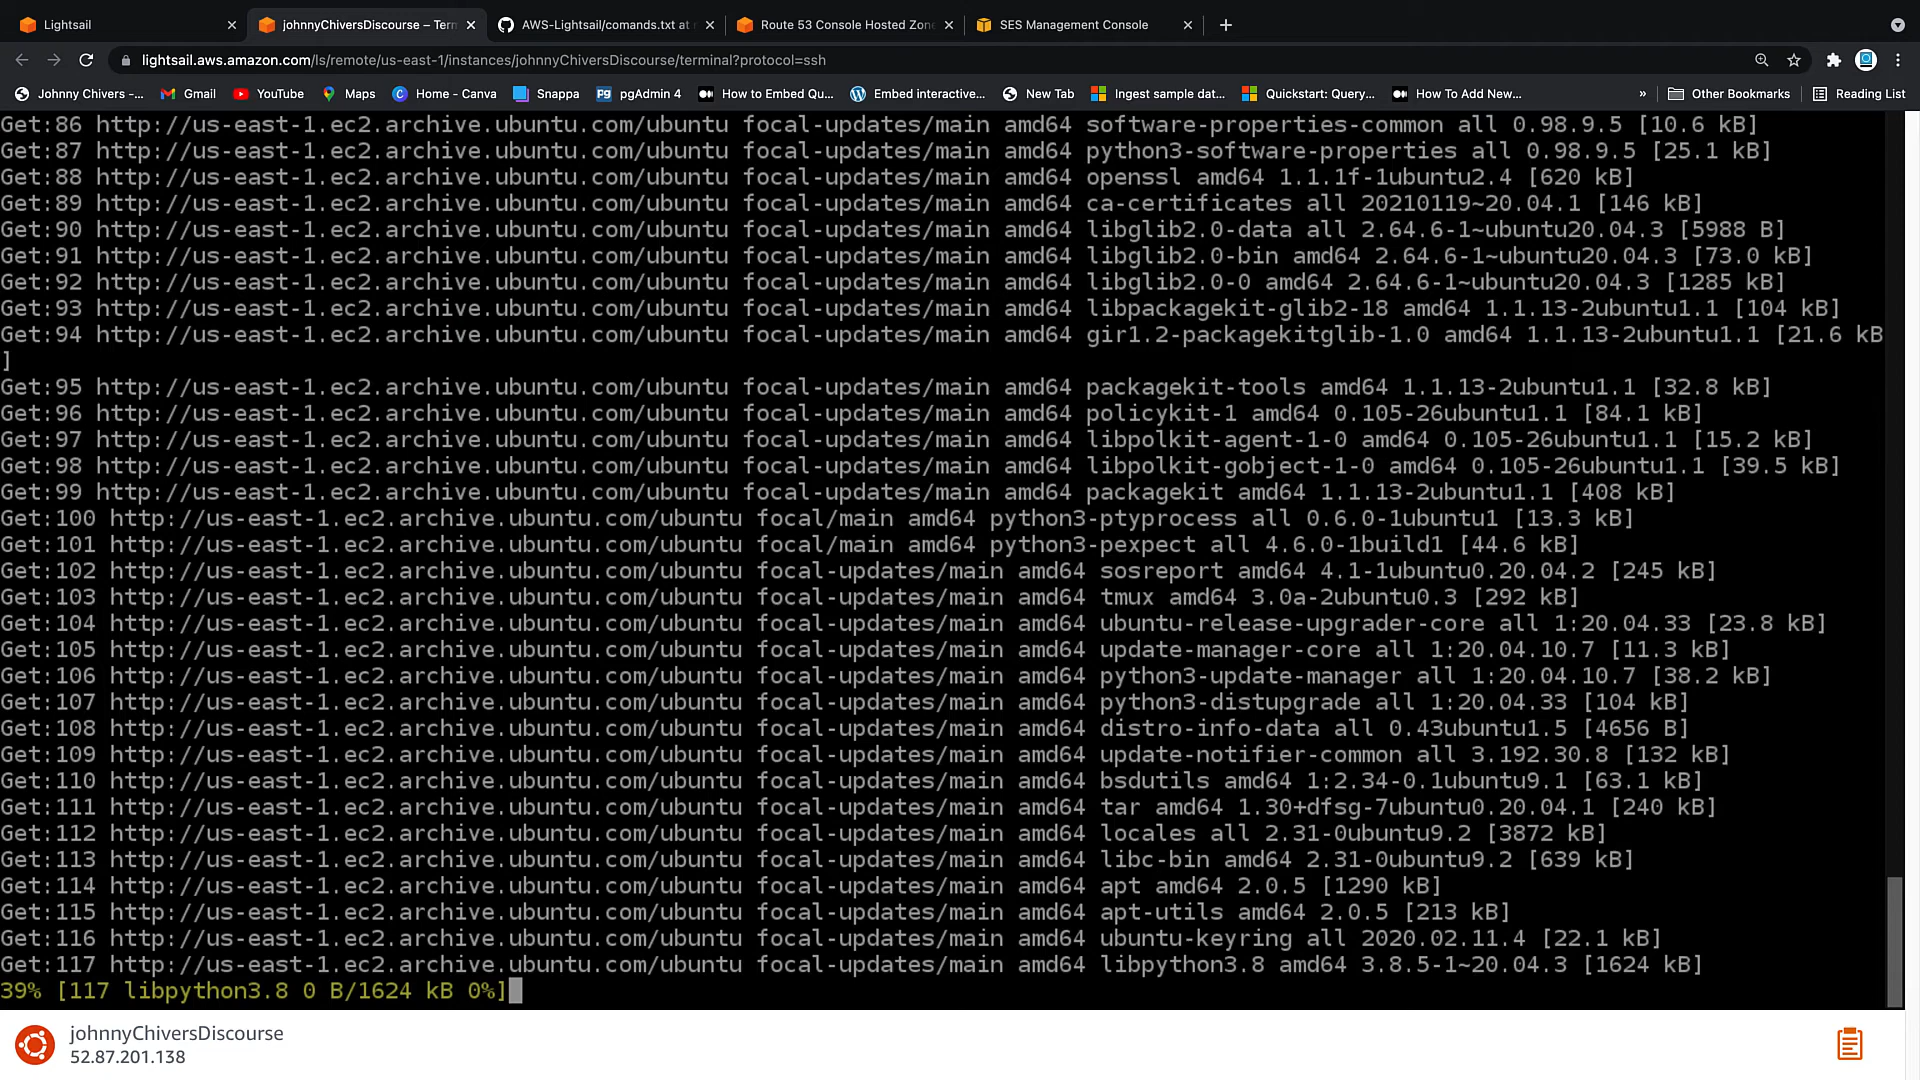 Lightsail
johnnyChiversDiscourse – Tern
AWS-Lightsail/comands.txt at
Route 53 Console Hosted Zone
SES Management Console
lightsail.aws.amazon.com/ls/remote/us-east-1/instances/johnnyChiversDiscourse/terminal?protocol=ssh
Johnny Chivers -...
Gmail
YouTube
Maps
Home - Canva
Snappa
pgAdmin 4
How to Embed Qu...
Embed interactive...
New Tab
Ingest sample dat...
Quickstart: Query...
How To Add New...
»
Other Bookmarks
Reading List
Get:86 http://us-east-1.ec2.archive.ubuntu.com/ubuntu focal-updates/main amd64 software-properties-common all 0.98.9.5 [10.6 kB]
Get:87 http://us-east-1.ec2.archive.ubuntu.com/ubuntu focal-updates/main amd64 python3-software-properties all 0.98.9.5 [25.1 kB]
Get:88 http://us-east-1.ec2.archive.ubuntu.com/ubuntu focal-updates/main amd64 openssl amd64 1.1.1f-1ubuntu2.4 [620 kB]
Get:89 http://us-east-1.ec2.archive.ubuntu.com/ubuntu focal-updates/main amd64 ca-certificates all 20210119~20.04.1 [146 kB]
Get:90 http://us-east-1.ec2.archive.ubuntu.com/ubuntu focal-updates/main amd64 libglib2.0-data all 2.64.6-1~ubuntu20.04.3 [5988 B]
Get:91 http://us-east-1.ec2.archive.ubuntu.com/ubuntu focal-updates/main amd64 libglib2.0-bin amd64 2.64.6-1~ubuntu20.04.3 [73.0 kB]
Get:92 http://us-east-1.ec2.archive.ubuntu.com/ubuntu focal-updates/main amd64 libglib2.0-0 amd64 2.64.6-1~ubuntu20.04.3 [1285 kB]
Get:93 http://us-east-1.ec2.archive.ubuntu.com/ubuntu focal-updates/main amd64 libpackagekit-glib2-18 amd64 1.1.13-2ubuntu1.1 [104 kB]
Get:94 http://us-east-1.ec2.archive.ubuntu.com/ubuntu focal-updates/main amd64 gir1.2-packagekitglib-1.0 amd64 1.1.13-2ubuntu1.1 [21.6 kB
]
Get:95 http://us-east-1.ec2.archive.ubuntu.com/ubuntu focal-updates/main amd64 packagekit-tools amd64 1.1.13-2ubuntu1.1 [32.8 kB]
Get:96 http://us-east-1.ec2.archive.ubuntu.com/ubuntu focal-updates/main amd64 policykit-1 amd64 0.105-26ubuntu1.1 [84.1 kB]
Get:97 http://us-east-1.ec2.archive.ubuntu.com/ubuntu focal-updates/main amd64 libpolkit-agent-1-0 amd64 0.105-26ubuntu1.1 [15.2 kB]
Get:98 http://us-east-1.ec2.archive.ubuntu.com/ubuntu focal-updates/main amd64 libpolkit-gobject-1-0 amd64 0.105-26ubuntu1.1 [39.5 kB]
Get:99 http://us-east-1.ec2.archive.ubuntu.com/ubuntu focal-updates/main amd64 packagekit amd64 1.1.13-2ubuntu1.1 [408 kB]
Get:100 http://us-east-1.ec2.archive.ubuntu.com/ubuntu focal/main amd64 python3-ptyprocess all 0.6.0-1ubuntu1 [13.3 kB]
Get:101 http://us-east-1.ec2.archive.ubuntu.com/ubuntu focal/main amd64 python3-pexpect all 4.6.0-1build1 [44.6 kB]
Get:102 http://us-east-1.ec2.archive.ubuntu.com/ubuntu focal-updates/main amd64 sosreport amd64 4.1-1ubuntu0.20.04.2 [245 kB]
Get:103 http://us-east-1.ec2.archive.ubuntu.com/ubuntu focal-updates/main amd64 tmux amd64 3.0a-2ubuntu0.3 [292 kB]
Get:104 http://us-east-1.ec2.archive.ubuntu.com/ubuntu focal-updates/main amd64 ubuntu-release-upgrader-core all 1:20.04.33 [23.8 kB]
Get:105 http://us-east-1.ec2.archive.ubuntu.com/ubuntu focal-updates/main amd64 update-manager-core all 1:20.04.10.7 [11.3 kB]
Get:106 http://us-east-1.ec2.archive.ubuntu.com/ubuntu focal-updates/main amd64 python3-update-manager all 1:20.04.10.7 [38.2 kB]
Get:107 http://us-east-1.ec2.archive.ubuntu.com/ubuntu focal-updates/main amd64 python3-distupgrade all 1:20.04.33 [104 kB]
Get:108 http://us-east-1.ec2.archive.ubuntu.com/ubuntu focal-updates/main amd64 distro-info-data all 0.43ubuntu1.5 [4656 B]
Get:109 http://us-east-1.ec2.archive.ubuntu.com/ubuntu focal-updates/main amd64 update-notifier-common all 3.192.30.8 [132 kB]
Get:110 http://us-east-1.ec2.archive.ubuntu.com/ubuntu focal-updates/main amd64 bsdutils amd64 1:2.34-0.1ubuntu9.1 [63.1 kB]
Get:111 http://us-east-1.ec2.archive.ubuntu.com/ubuntu focal-updates/main amd64 tar amd64 1.30+dfsg-7ubuntu0.20.04.1 [240 kB]
Get:112 http://us-east-1.ec2.archive.ubuntu.com/ubuntu focal-updates/main amd64 locales all 2.31-0ubuntu9.2 [3872 kB]
Get:113 http://us-east-1.ec2.archive.ubuntu.com/ubuntu focal-updates/main amd64 libc-bin amd64 2.31-0ubuntu9.2 [639 kB]
Get:114 http://us-east-1.ec2.archive.ubuntu.com/ubuntu focal-updates/main amd64 apt amd64 2.0.5 [1290 kB]
Get:115 http://us-east-1.ec2.archive.ubuntu.com/ubuntu focal-updates/main amd64 apt-utils amd64 2.0.5 [213 kB]
Get:116 http://us-east-1.ec2.archive.ubuntu.com/ubuntu focal-updates/main amd64 ubuntu-keyring all 2020.02.11.4 [22.1 kB]
Get:117 http://us-east-1.ec2.archive.ubuntu.com/ubuntu focal-updates/main amd64 libpython3.8 amd64 3.8.5-1~20.04.3 [1624 kB]
39% [117 libpython3.8 0 B/1624 kB 0%]
johnnyChiversDiscourse
52.87.201.138